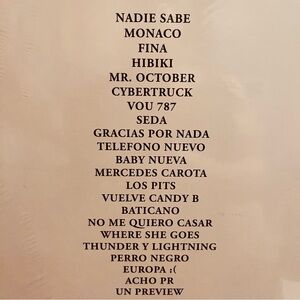 NADIE SABE
MONACO
FINA
HIBIKI
MR. OCTOBER
CYBERTRUCK
VOU 787
SEDA
GRACIAS POR NADA
TELEFONO NUEVO
BABY NUEVA
MERCEDES CAROTA
LOS PITS
VUELVE CANDY B
BATICANO
NO ME QUIERO CASAR
WHERE SHE GOES
THUNDER Y LIGHTNING
PERRO NEGRO
EUROPA :(
ACHO PR
UN PREVIEW